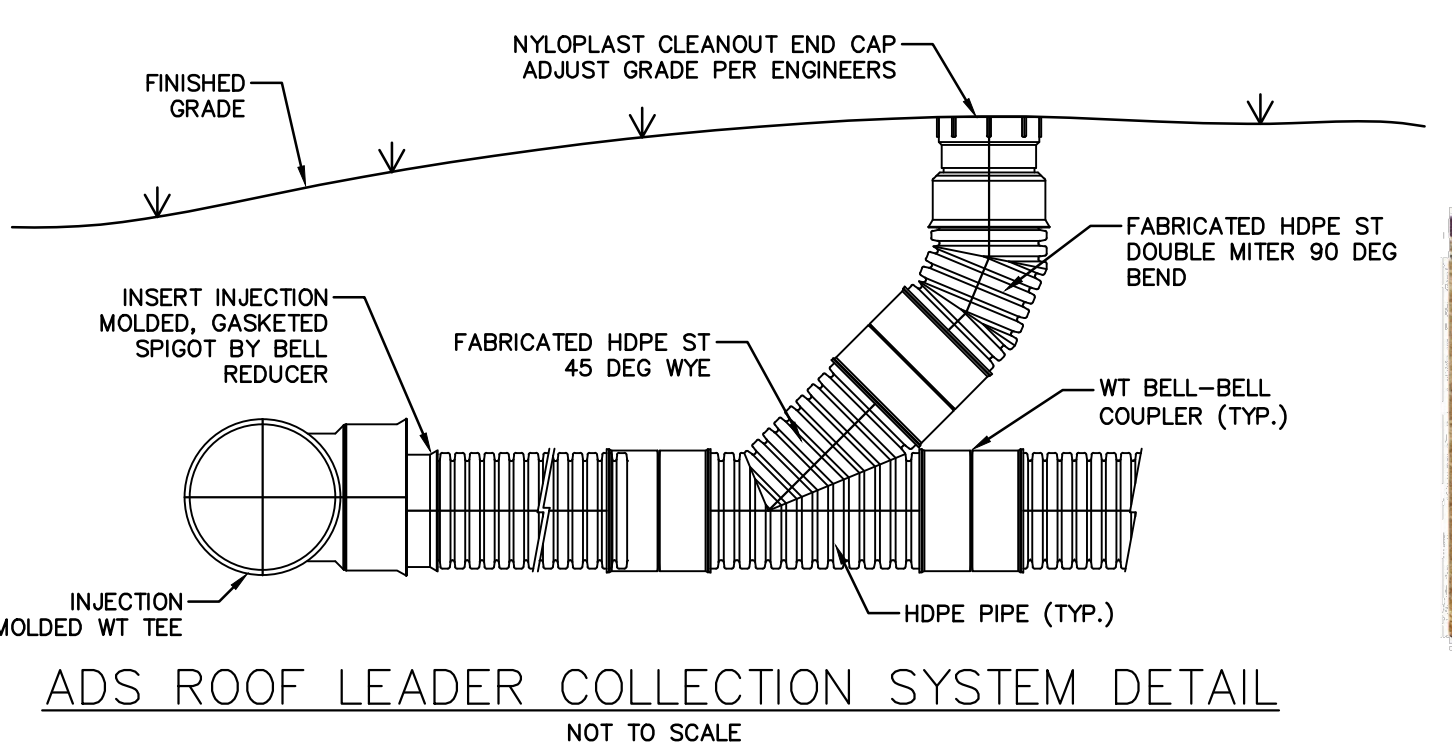 NYLOPLAST CLEANOUT END CAP
ADJUST GRADE PER ENGINEERS
FINISHED
GRADE
FABRICATED HDPE ST
DOUBLE MITER 90 DEG
BEND
INSERT INJECTION
MOLDED, GASKETED
SPIGOT BY BELL
REDUCER
FABRICATED HDPE ST
45 DEG WYE
WT BELL-BELL
COUPLER (TYP.)
INJECTION
MOLDED WT TEE
HDPE PIPE (TYP.)
ADS ROOF LEADER COLLECTION SYSTEM DETAIL
NOT TO SCALE